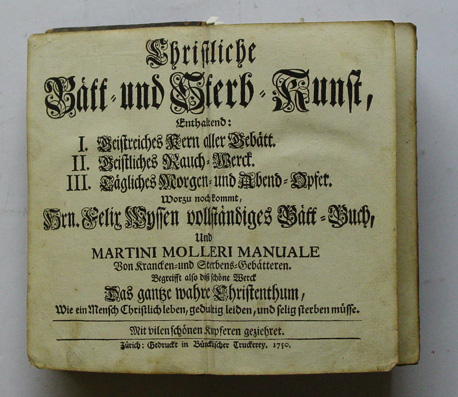 Christliche
Bätt- und Sterb-Kunst,
Enthaltend:
I. Geistreiches Kern aller Gebätt.
II. Geistliches Rauch-Werck.
III. Tägliches Morgen- und Abend-Opfer.
Worzu noch kommt,
Hrn. Felix Wyssen vollständiges Bätt-Buch,
Und
MARTINI MOLLERI MANUALE
Von Krancken- und Sterbens-Gebätteren.
Begreifft also diß schöne Werck
Das gantze wahre Christenthum,
Wie ein Mensch Christlich leben, gedultig leiden, und selig sterben müsse.
Mit vilen schönen Kupferen geziehret.
Zürich: Gedruckt in Bürcklischer Truckerey. 1750.